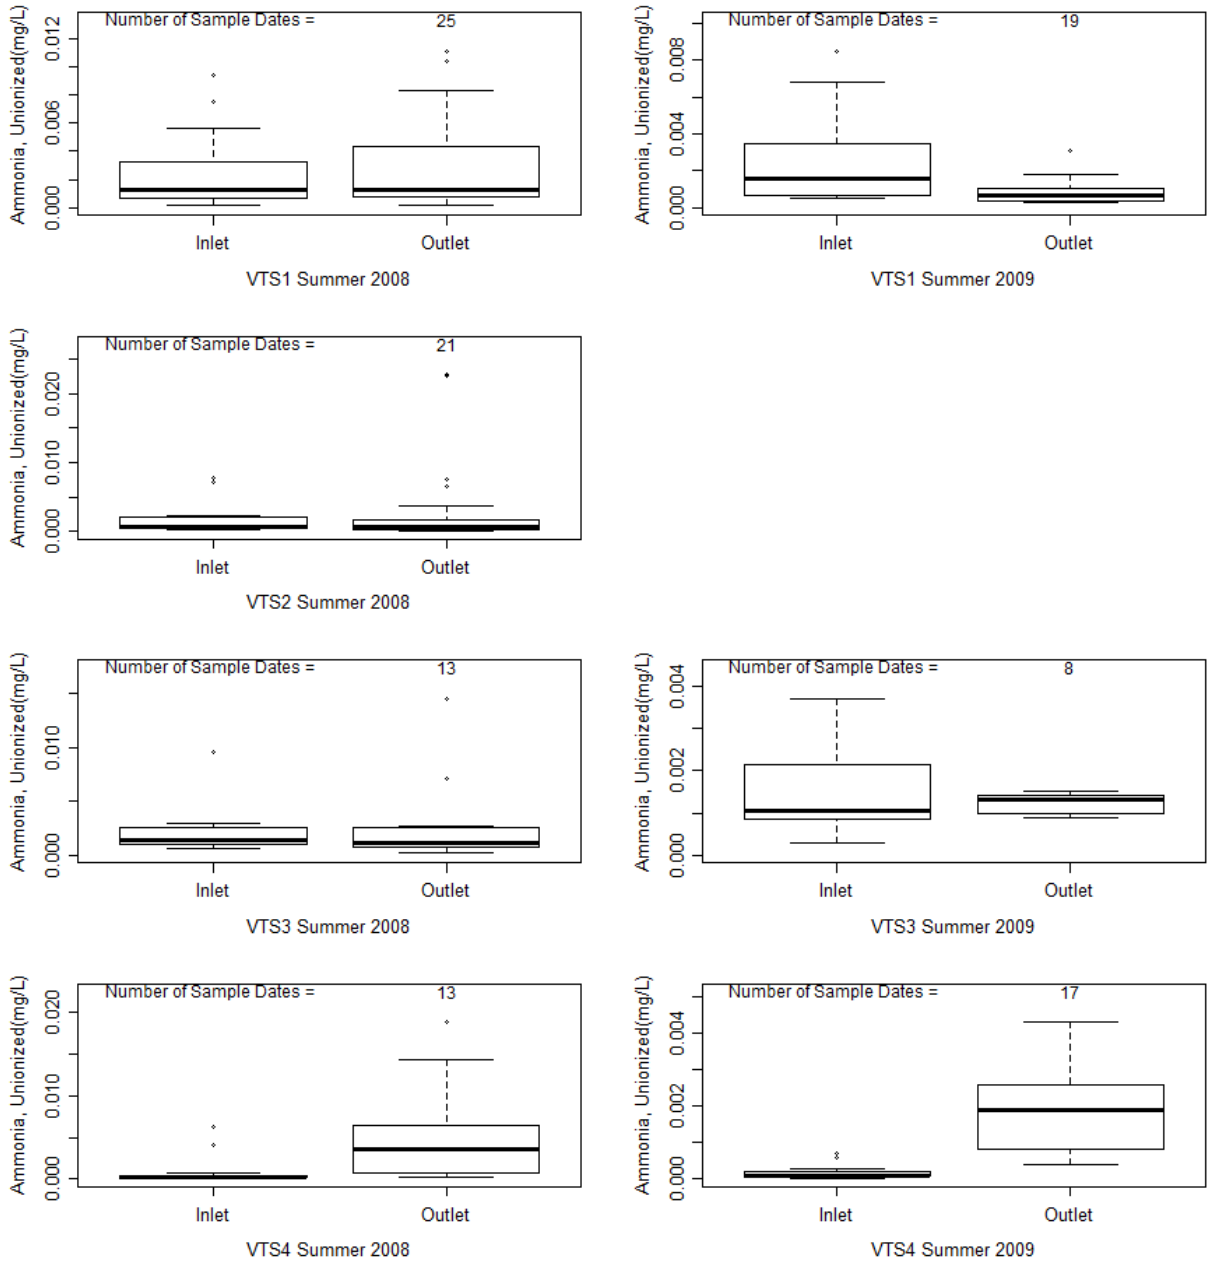 Number of Sample Dates = 25
Ammonia, Unionized(mg/L)
0.012
0.006
0.000
Inlet Outlet
VTS1 Summer 2008
Number of Sample Dates = 19
Ammonia, Unionized(mg/L)
0.008
0.004
0.000
Inlet Outlet
VTS1 Summer 2009
Number of Sample Dates = 21
Ammonia, Unionized(mg/L)
0.020
0.010
0.000
Inlet Outlet
VTS2 Summer 2008
Number of Sample Dates = 13
Ammonia, Unionized(mg/L)
0.010
0.000
Inlet Outlet
VTS3 Summer 2008
Number of Sample Dates = 8
Ammonia, Unionized(mg/L)
0.004
0.002
0.000
Inlet Outlet
VTS3 Summer 2009
Number of Sample Dates = 13
Ammonia, Unionized(mg/L)
0.020
0.010
0.000
Inlet Outlet
VTS4 Summer 2008
Number of Sample Dates = 17
Ammonia, Unionized(mg/L)
0.004
0.002
0.000
Inlet Outlet
VTS4 Summer 2009